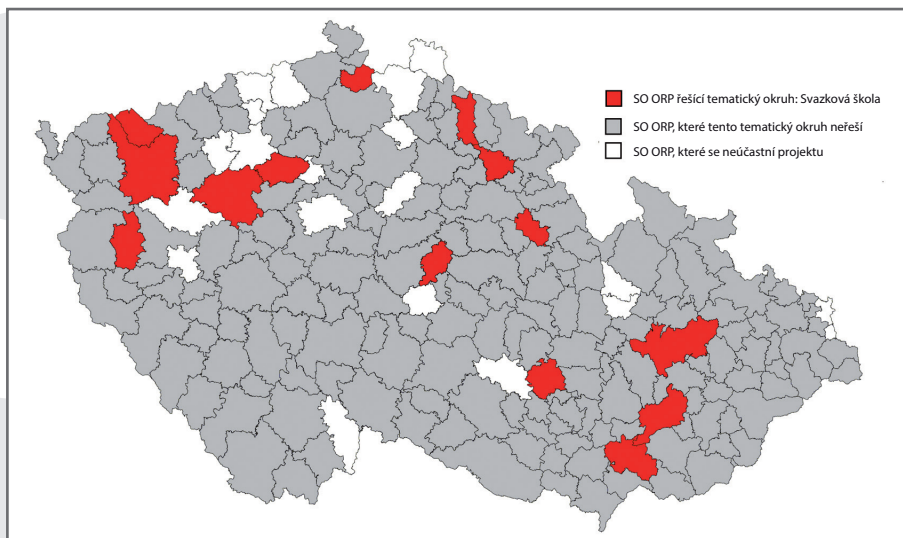 SO ORP řešící tematický okruh: Svazková škola
SO ORP, které tento tematický okruh neřeší
SO ORP, které se neúčastní projektu